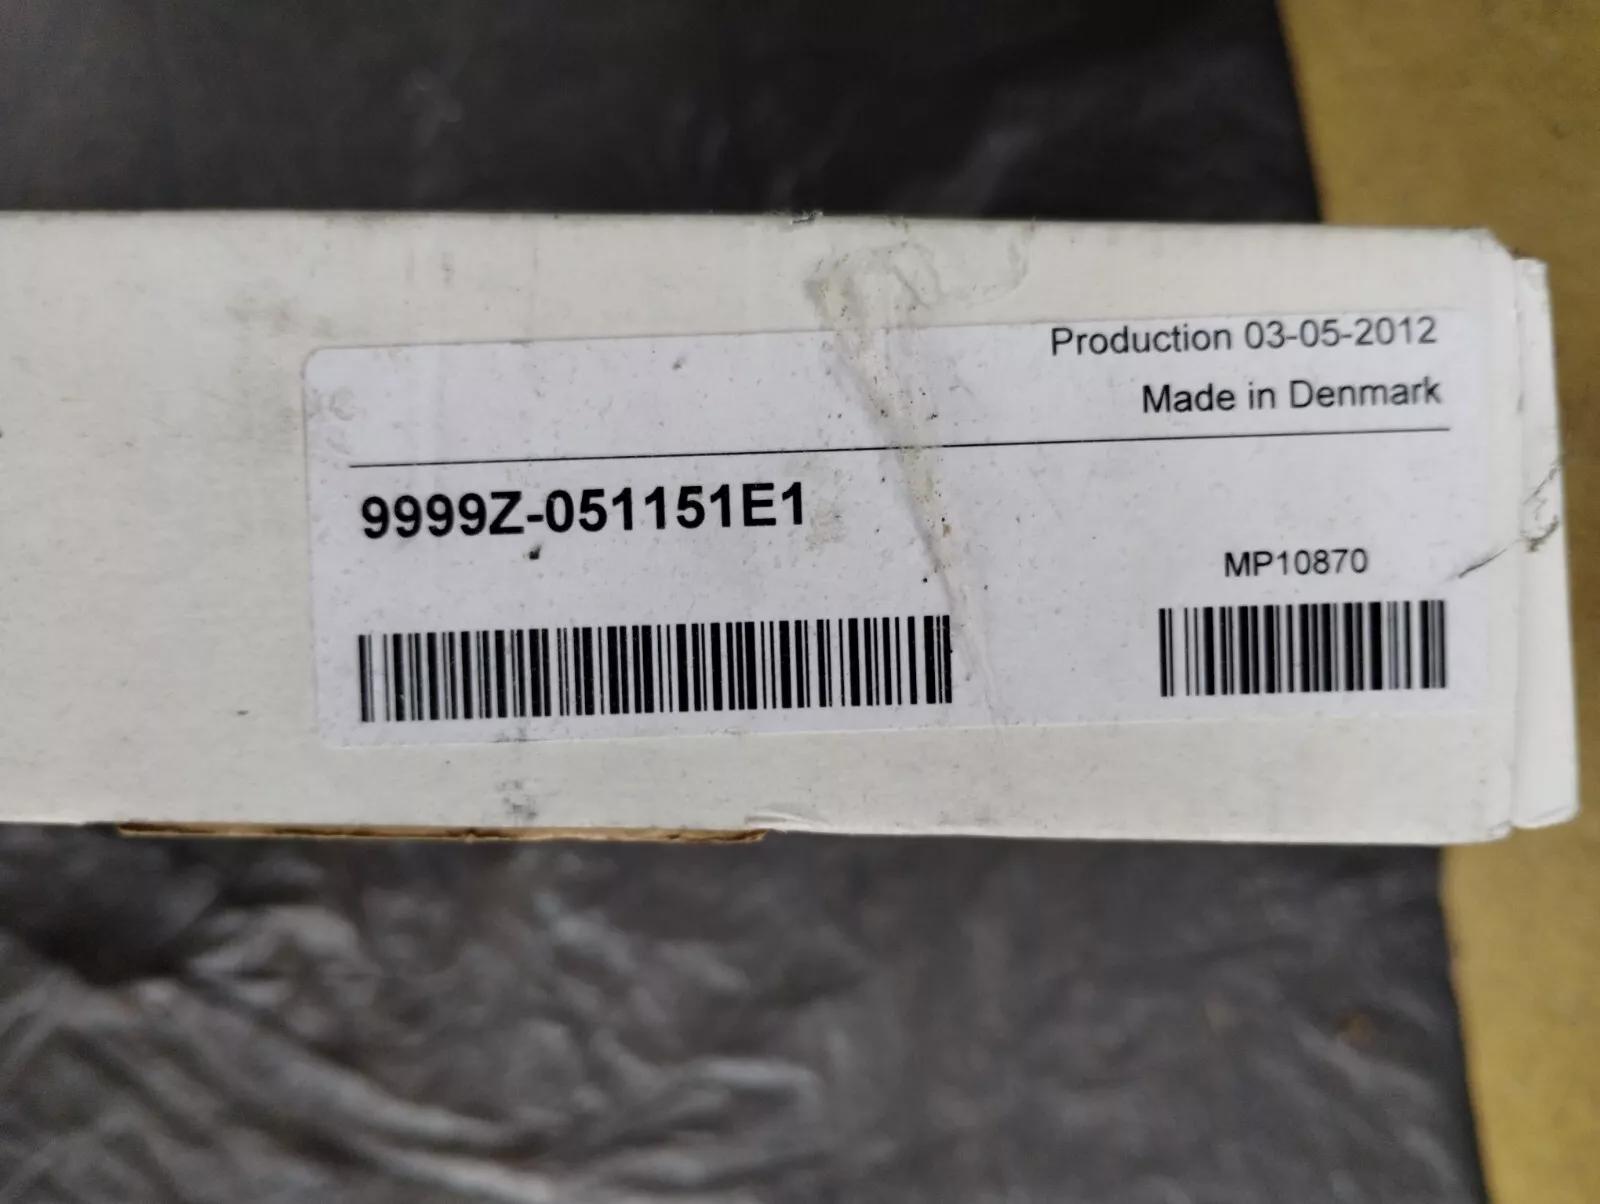 Production 03-05-2012
Made in Denmark
9999Z-051151E1
MP10870